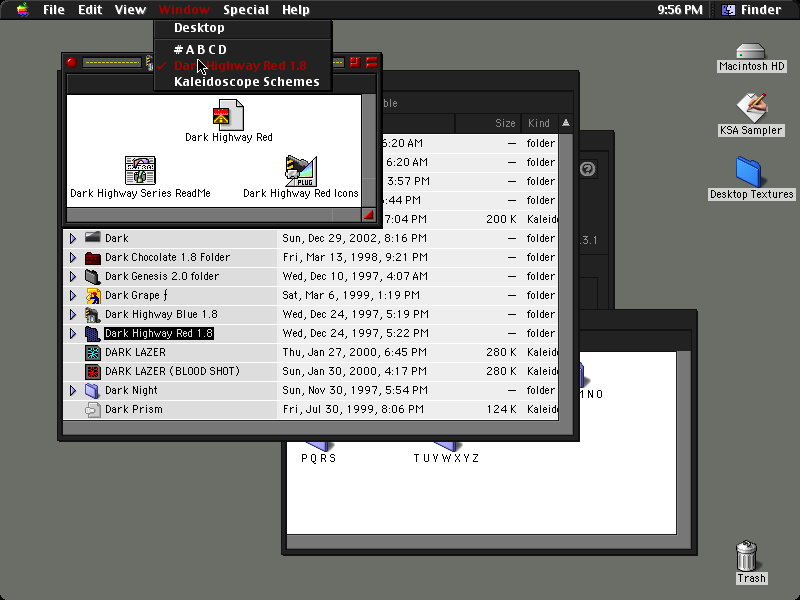 File Edit View Window Special Help 9:56 PM Finder
Desktop
#ABCD
Dark Highway Red 1.8
Kaleidoscope Schemes
Macintosh HD
KSA Sampler
Desktop Textures
Trash
Dark Highway Red
Dark Highway Series ReadMe
Dark Highway Red Icons
PLUG
Size Kind
6:20 AM — folder
6:20 AM — folder
3:57 PM — folder
6:44 PM — folder
7:04 PM 200 K Kaleid
Dark Sun, Dec 29, 2002, 8:16 PM — folder
Dark Chocolate 1.8 Folder Fri, Mar 13, 1998, 9:21 PM — folder
Dark Genesis 2.0 folder Wed, Dec 10, 1997, 4:07 AM — folder
Dark Grape ƒ Sat, Mar 6, 1999, 1:19 PM — folder
Dark Highway Blue 1.8 Wed, Dec 24, 1997, 5:19 PM — folder
Dark Highway Red 1.8 Wed, Dec 24, 1997, 5:22 PM — folder
DARK LAZER Thu, Jan 27, 2000, 6:45 PM 280 K Kaleid
DARK LAZER (BLOOD SHOT) Sun, Jan 30, 2000, 4:17 PM 280 K Kaleid
Dark Night Sun, Nov 30, 1997, 5:54 PM — folder
Dark Prism Fri, Jul 30, 1999, 8:06 PM 124 K Kaleid
.3.1
PQRS
TUVWXYZ